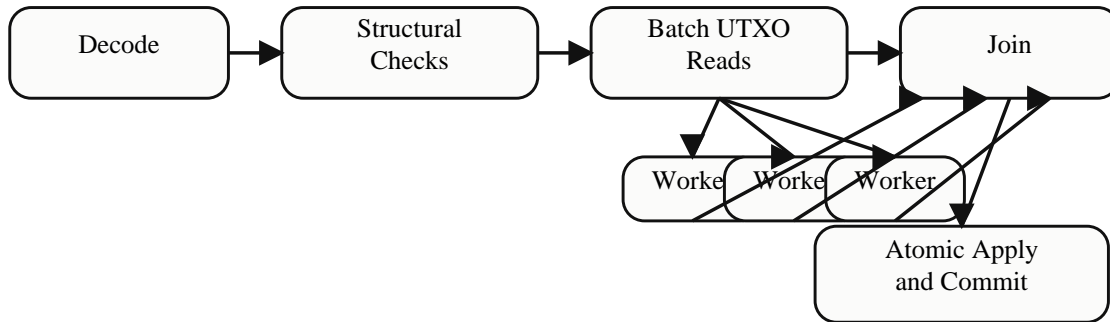 Decode
Structural
Checks
Batch UTXO
Reads
Join
Worke
Worke
Worker
Atomic Apply
and Commit